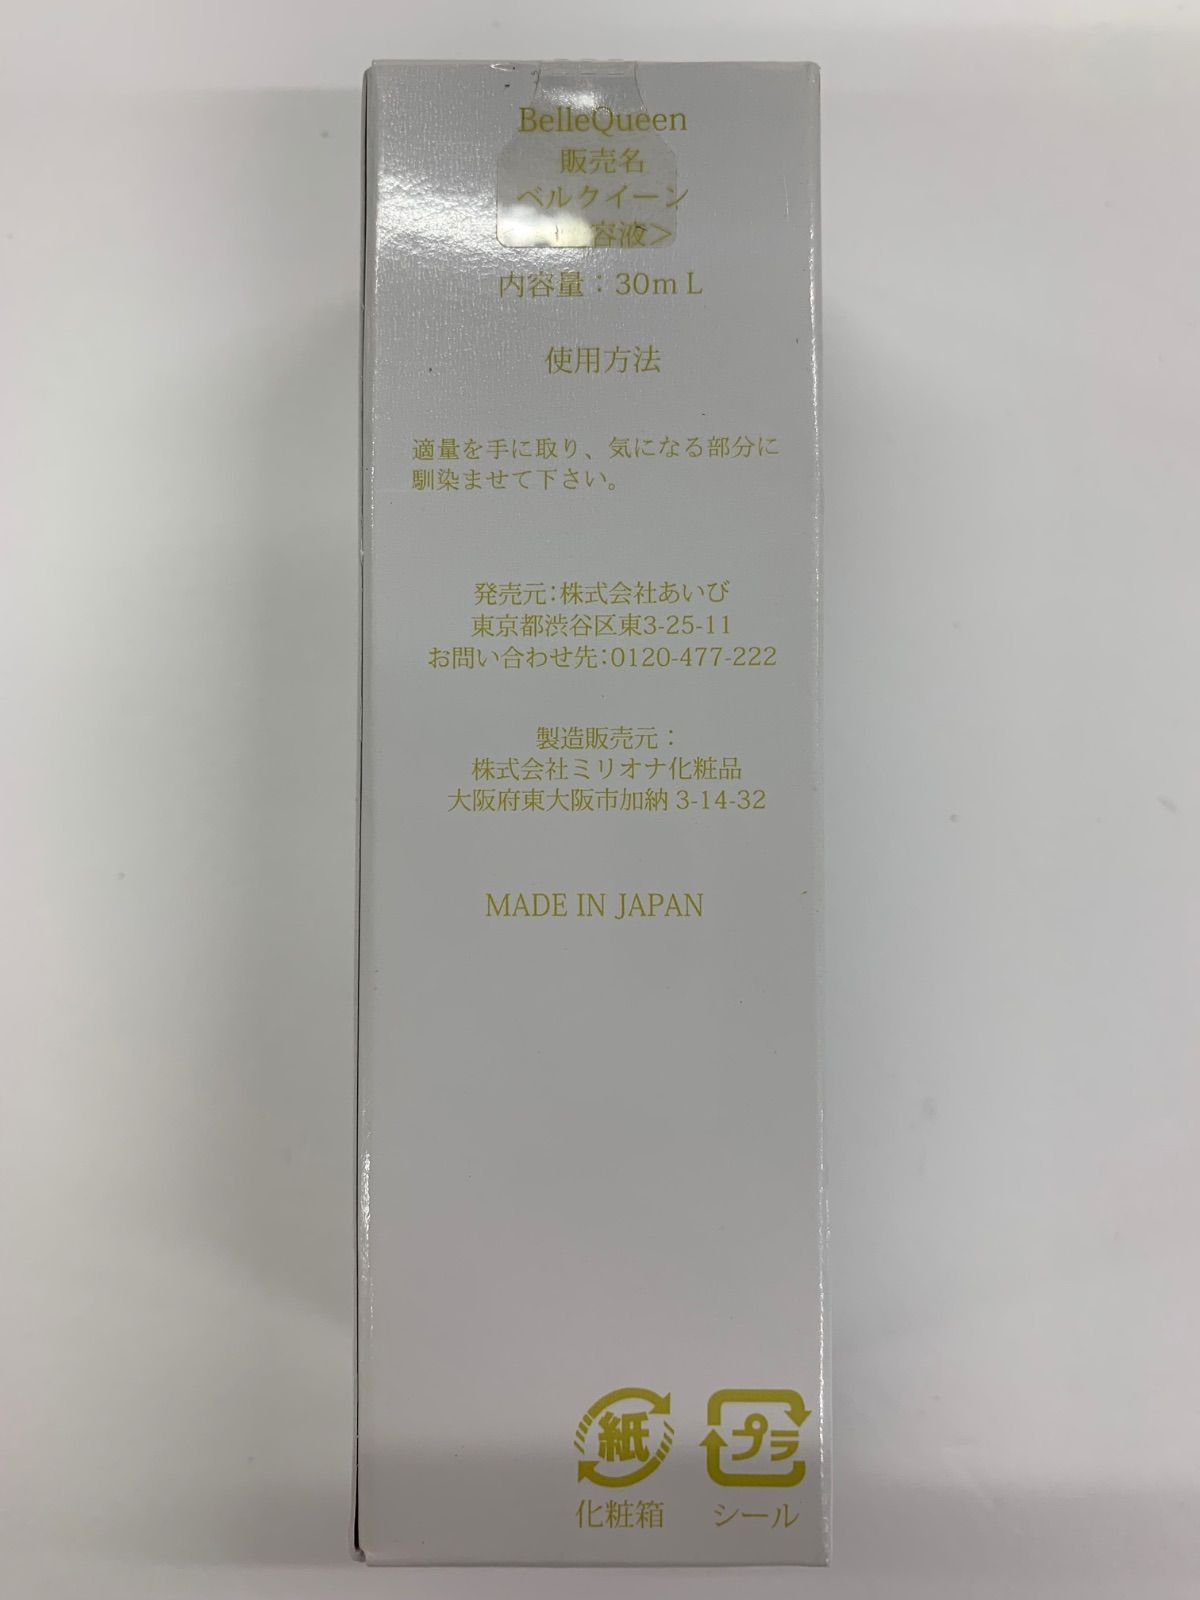 BelleQueen
販売名
ベルクイーン
容液>
内容量：30mL
使用方法
適量を手に取り、気になる部分に
馴染ませて下さい。
発売元:株式会社あいび
東京都渋谷区東3-25-11
お問い合わせ先:0120-477-222
製造販売元：
株式会社ミリオナ化粧品
大阪府東大阪市加納 3-14-32
MADE IN JAPAN
紙 プラ
化粧箱 シール